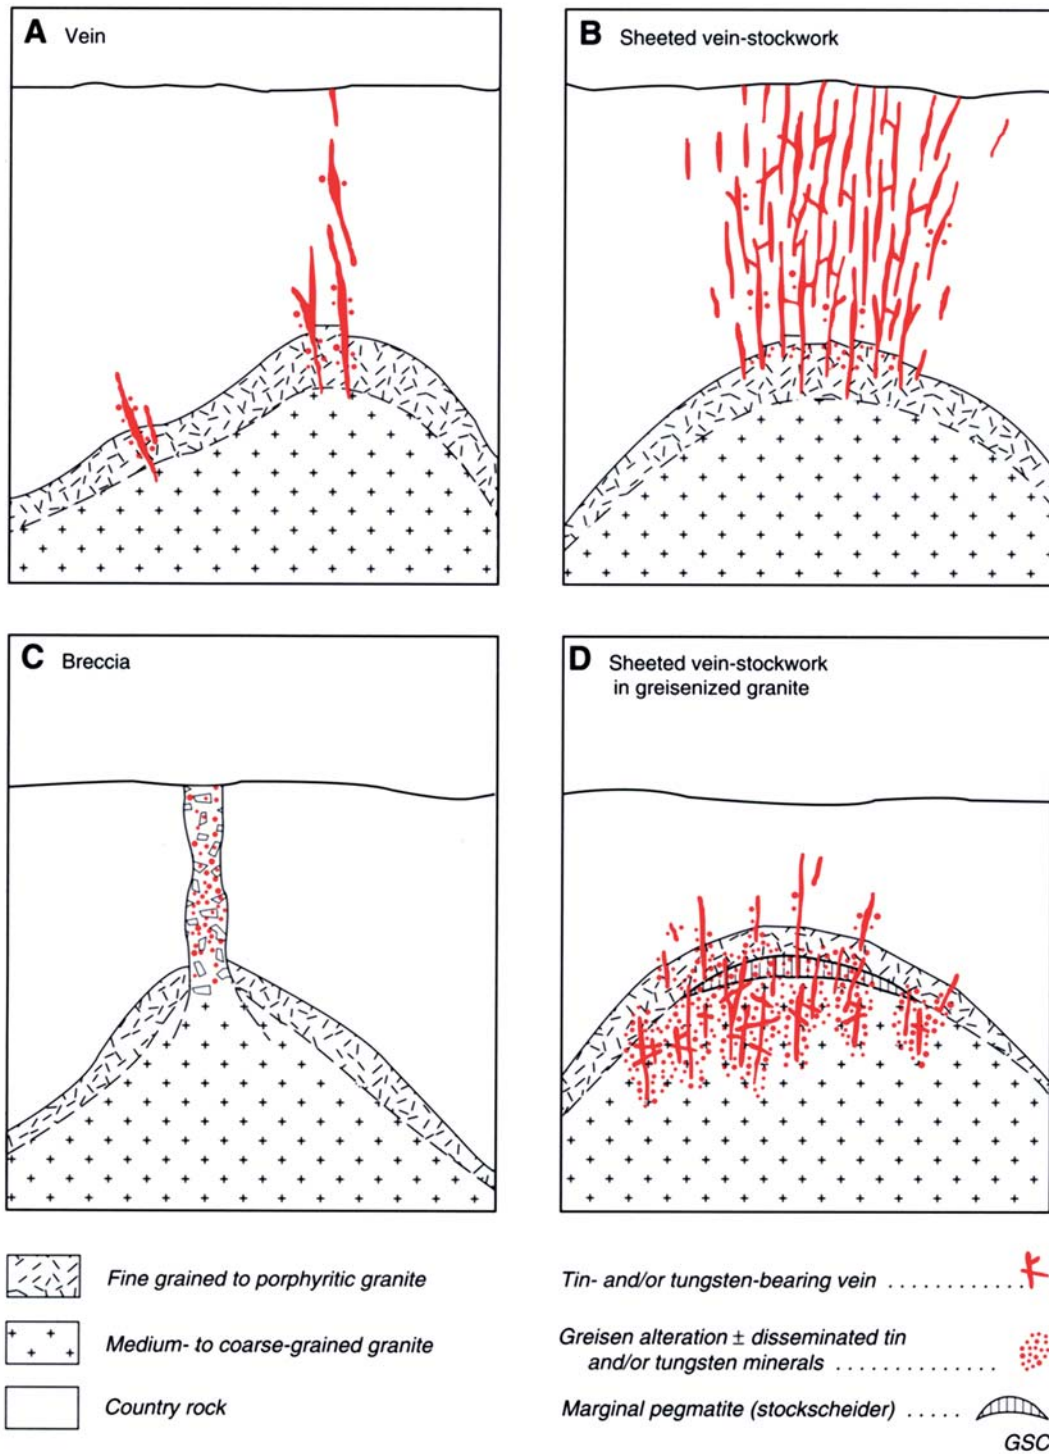 A Vein
B Sheeted vein-stockwork
C Breccia
D Sheeted vein-stockwork
in greisenized granite
Fine grained to porphyritic granite
Medium- to coarse-grained granite
Country rock
Tin- and/or tungsten-bearing vein ............
Greisen alteration ± disseminated tin
and/or tungsten minerals ..............
Marginal pegmatite (stockscheider) .....
GSC